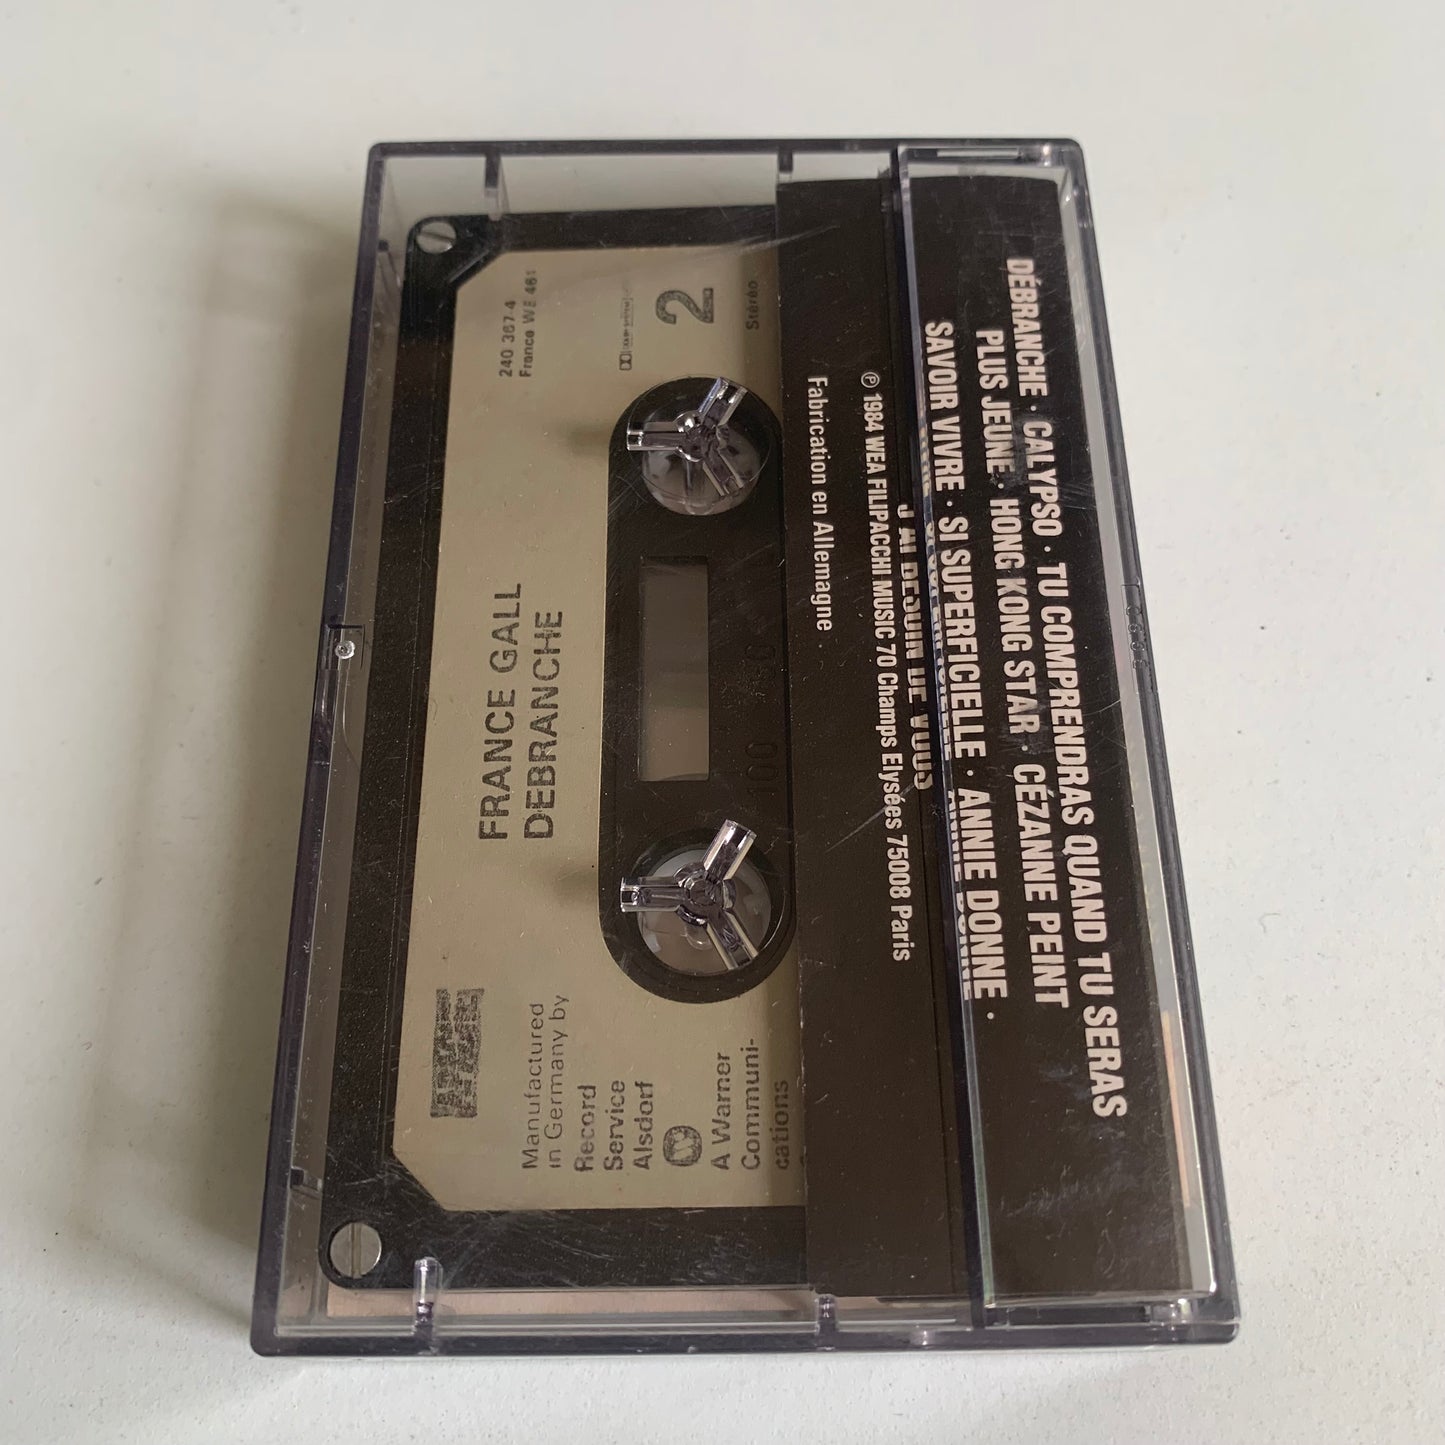 DÉBRANCHE · CALYPSO · TU COMPRENDRAS QUAND TU SERAS
PLUS JEUNE · HONG KONG STAR · CÉZANNE PEINT
SAVOIR VIVRE · SI SUPERFICIELLE · ANNIE DONNE ·
J'AI BESOIN DE VOUS
℗ 1984 WEA FILIPACCHI MUSIC 70 Champs Elysées 75008 Paris
Fabrication en Allemagne
FRANCE GALL
DEBRANCHE
240 367-4
France WE 461
2
Stéréo
100
Manufactured
in Germany by
Record
Service
Alsdorf
A Warner
Communi-
cations